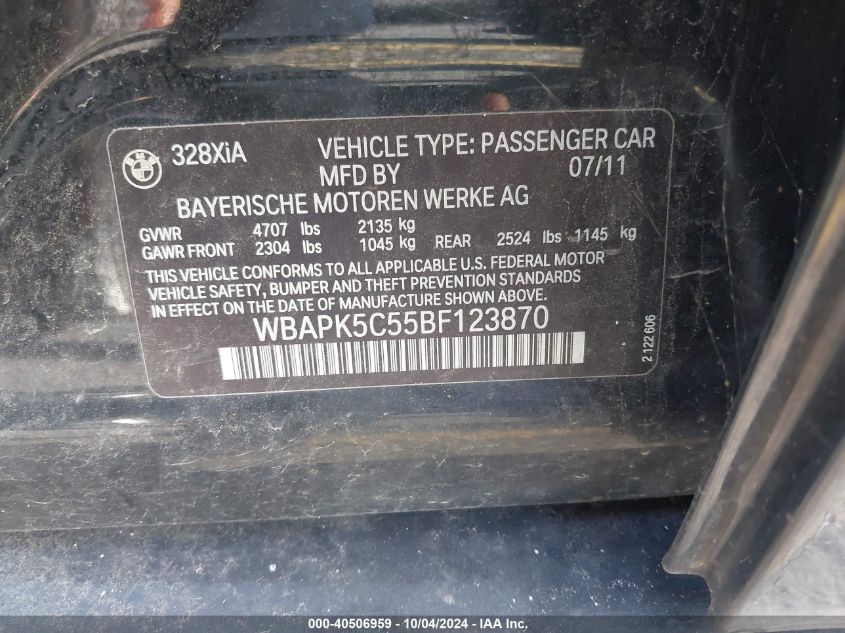 328XiA VEHICLE TYPE: PASSENGER CAR
MFD BY 07/11
BAYERISCHE MOTOREN WERKE AG
GVWR 4707 lbs 2135 kg
GAWR FRONT 2304 lbs 1045 kg REAR 2524 lbs 1145 kg
THIS VEHICLE CONFORMS TO ALL APPLICABLE U.S. FEDERAL MOTOR
VEHICLE SAFETY, BUMPER AND THEFT PREVENTION STANDARDS
IN EFFECT ON THE DATE OF MANUFACTURE SHOWN ABOVE.
WBAPK5C55BF123870
2 122 606
000-40506959 - 10/04/2024 - IAA Inc.